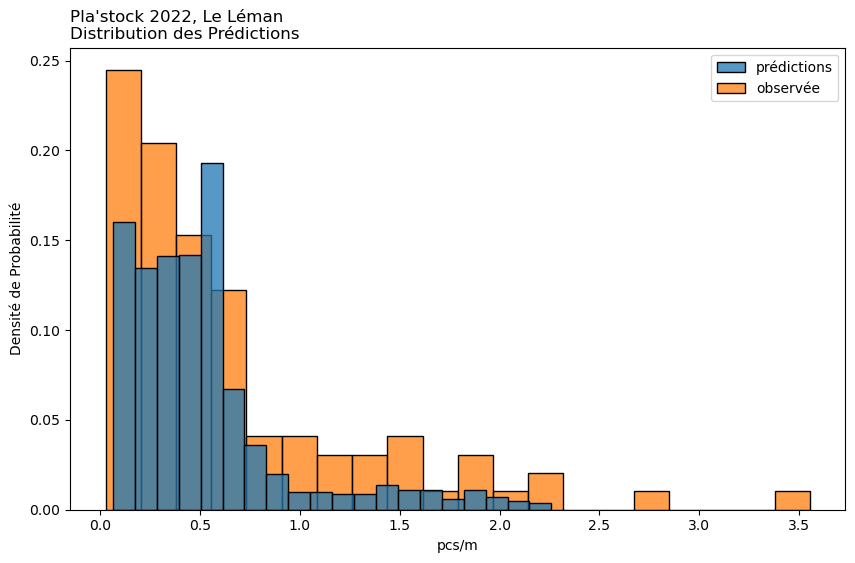 Pla'stock 2022, Le Léman
Distribution des Prédictions
prédictions
observée
Densité de Probabilité
0.25
0.20
0.15
0.10
0.05
0.00
0.0 0.5 1.0 1.5 2.0 2.5 3.0 3.5
pcs/m